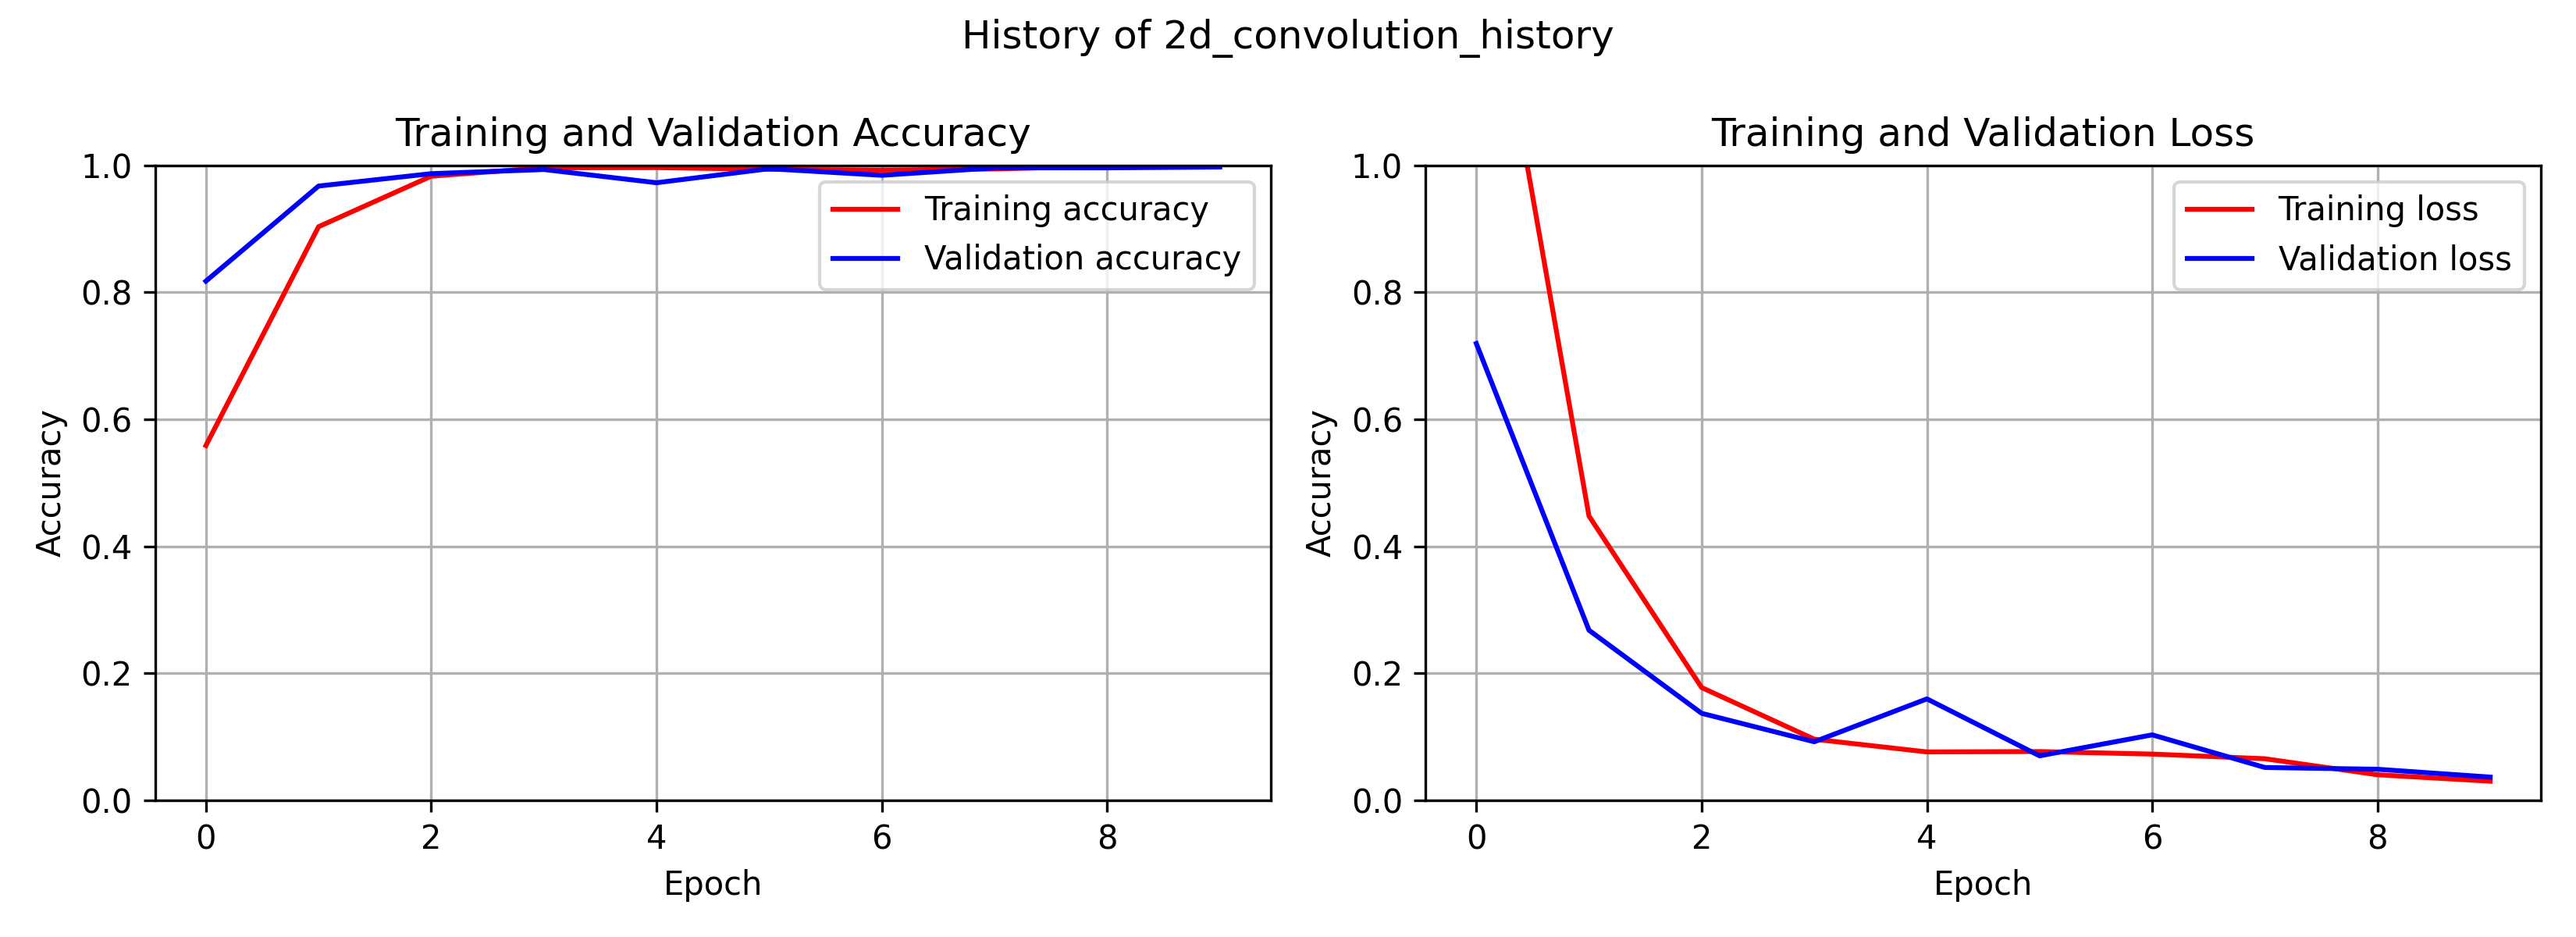 History of 2d_convolution_history
Training and Validation Accuracy
1.0
0.8
0.6
0.4
0.2
0.0
Accuracy
Training accuracy
Validation accuracy
0 2 4 6 8
Epoch
Training and Validation Loss
1.0
0.8
0.6
0.4
0.2
0.0
Accuracy
Training loss
Validation loss
0 2 4 6 8
Epoch